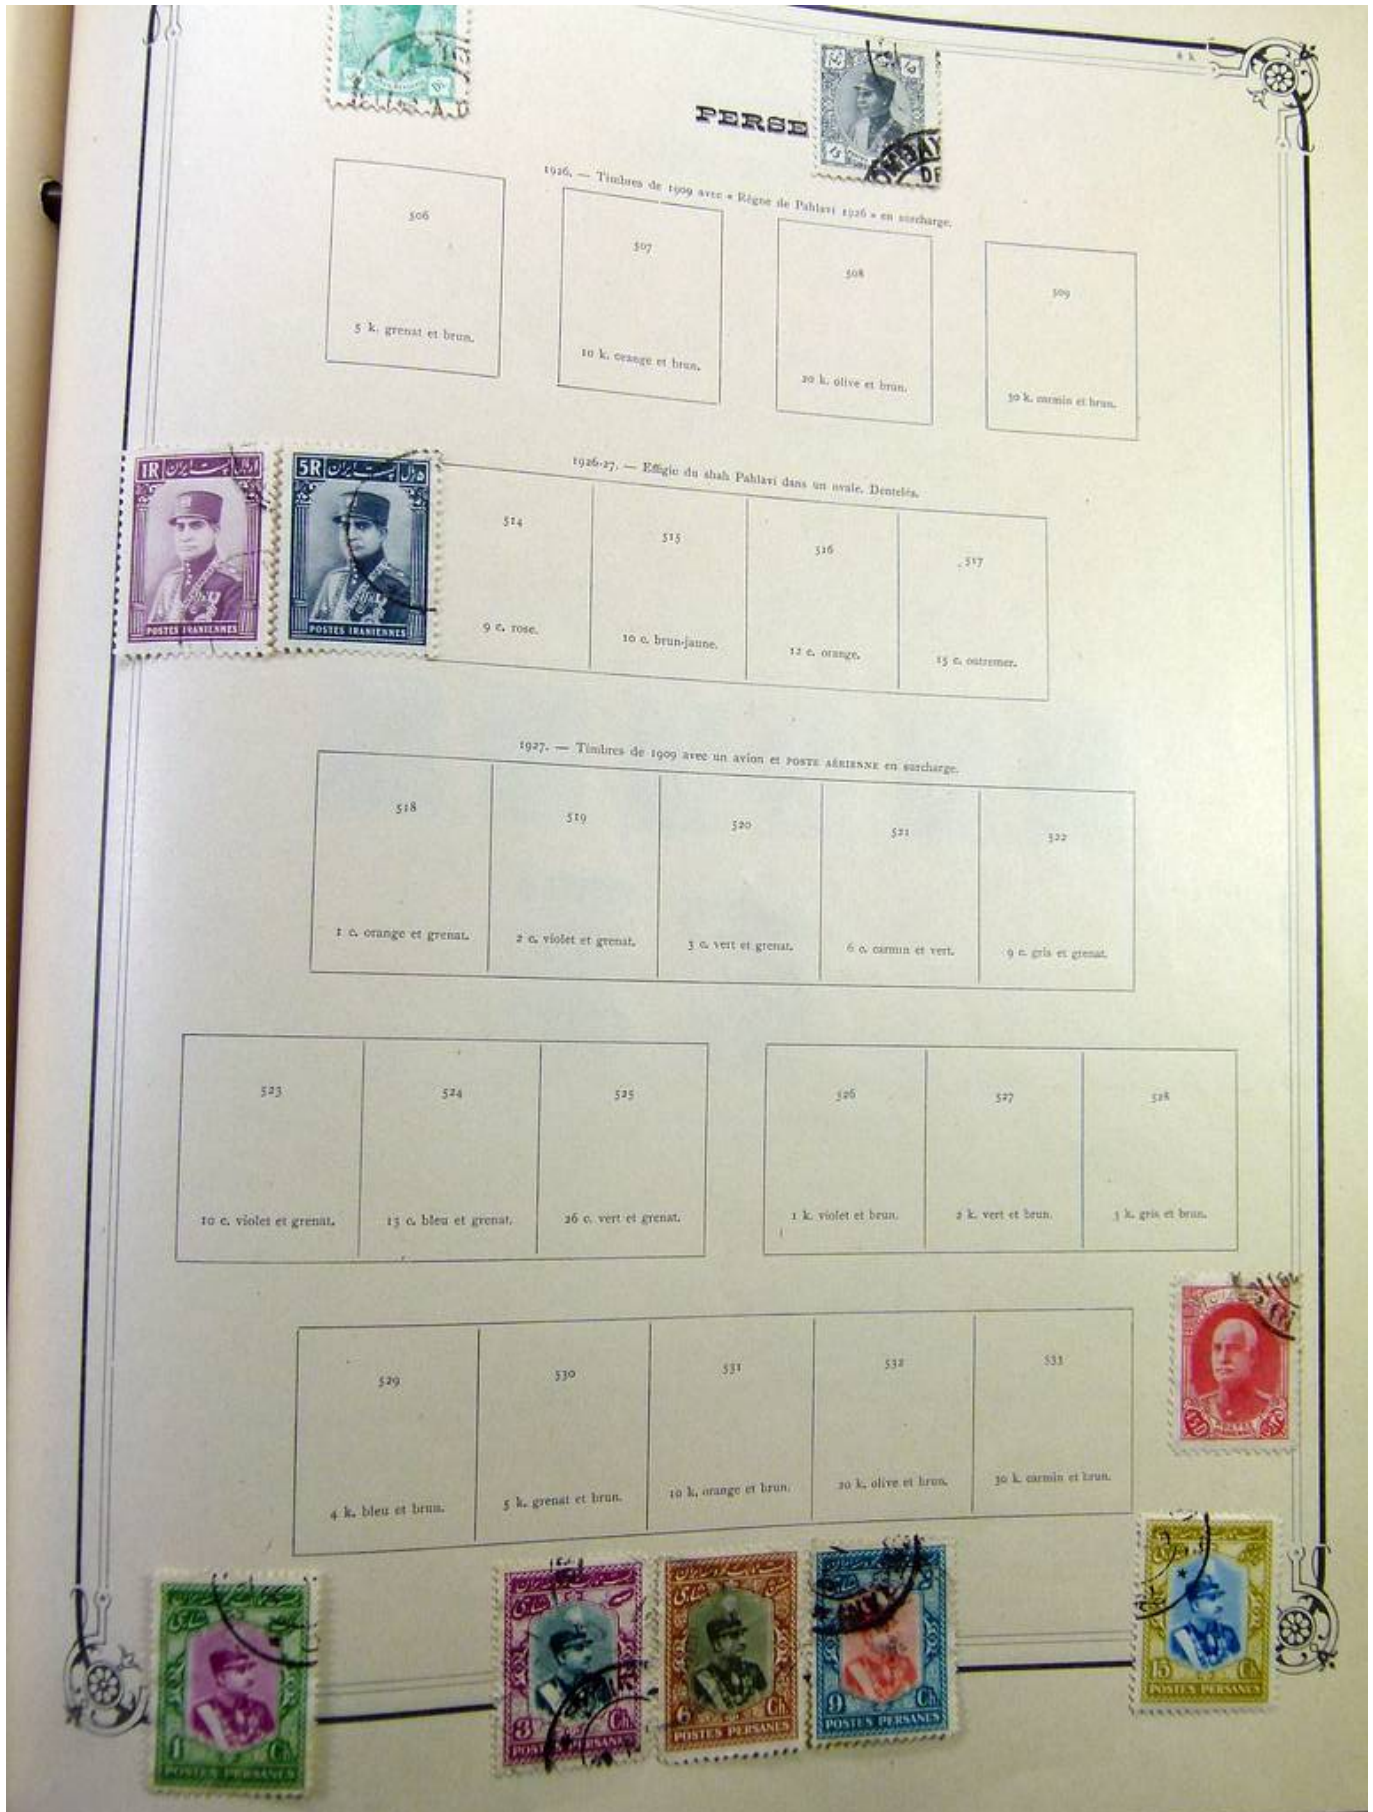 PERSE
OMBAY
DE
1926. — Timbres de 1909 avec « Règne de Pahlavi 1926 » en surcharge.
506
507
508
509
5 k. grenat et brun.
10 k. orange et brun.
20 k. olive et brun.
30 k. carmin et brun.
1R
POSTES IRANIENNES
5R
POSTES IRANIENNES
1926-27. — Effigie du shah Pahlavi dans un ovale. Dentelés.
514
515
516
517
9 c. rose.
10 c. brun-jaune.
12 c. orange.
15 c. outremer.
1927. — Timbres de 1909 avec un avion et POSTE AÉRIENNE en surcharge.
518
519
520
521
522
1 c. orange et grenat.
2 c. violet et grenat.
3 c. vert et grenat.
6 c. carmin et vert.
9 c. gris et grenat.
523
524
525
526
527
528
10 c. violet et grenat.
13 c. bleu et grenat.
26 c. vert et grenat.
1 k. violet et brun.
2 k. vert et brun.
3 k. gris et brun.
529
530
531
532
533
4 k. bleu et brun.
5 k. grenat et brun.
10 k. orange et brun.
20 k. olive et brun.
30 k. carmin et brun.
1 Ch.
POSTES PERSANES
3 Ch.
POSTES PERSANES
6 Ch.
POSTES PERSANES
9 Ch.
POSTES PERSANES
15 Ch.
POSTES PERSANES